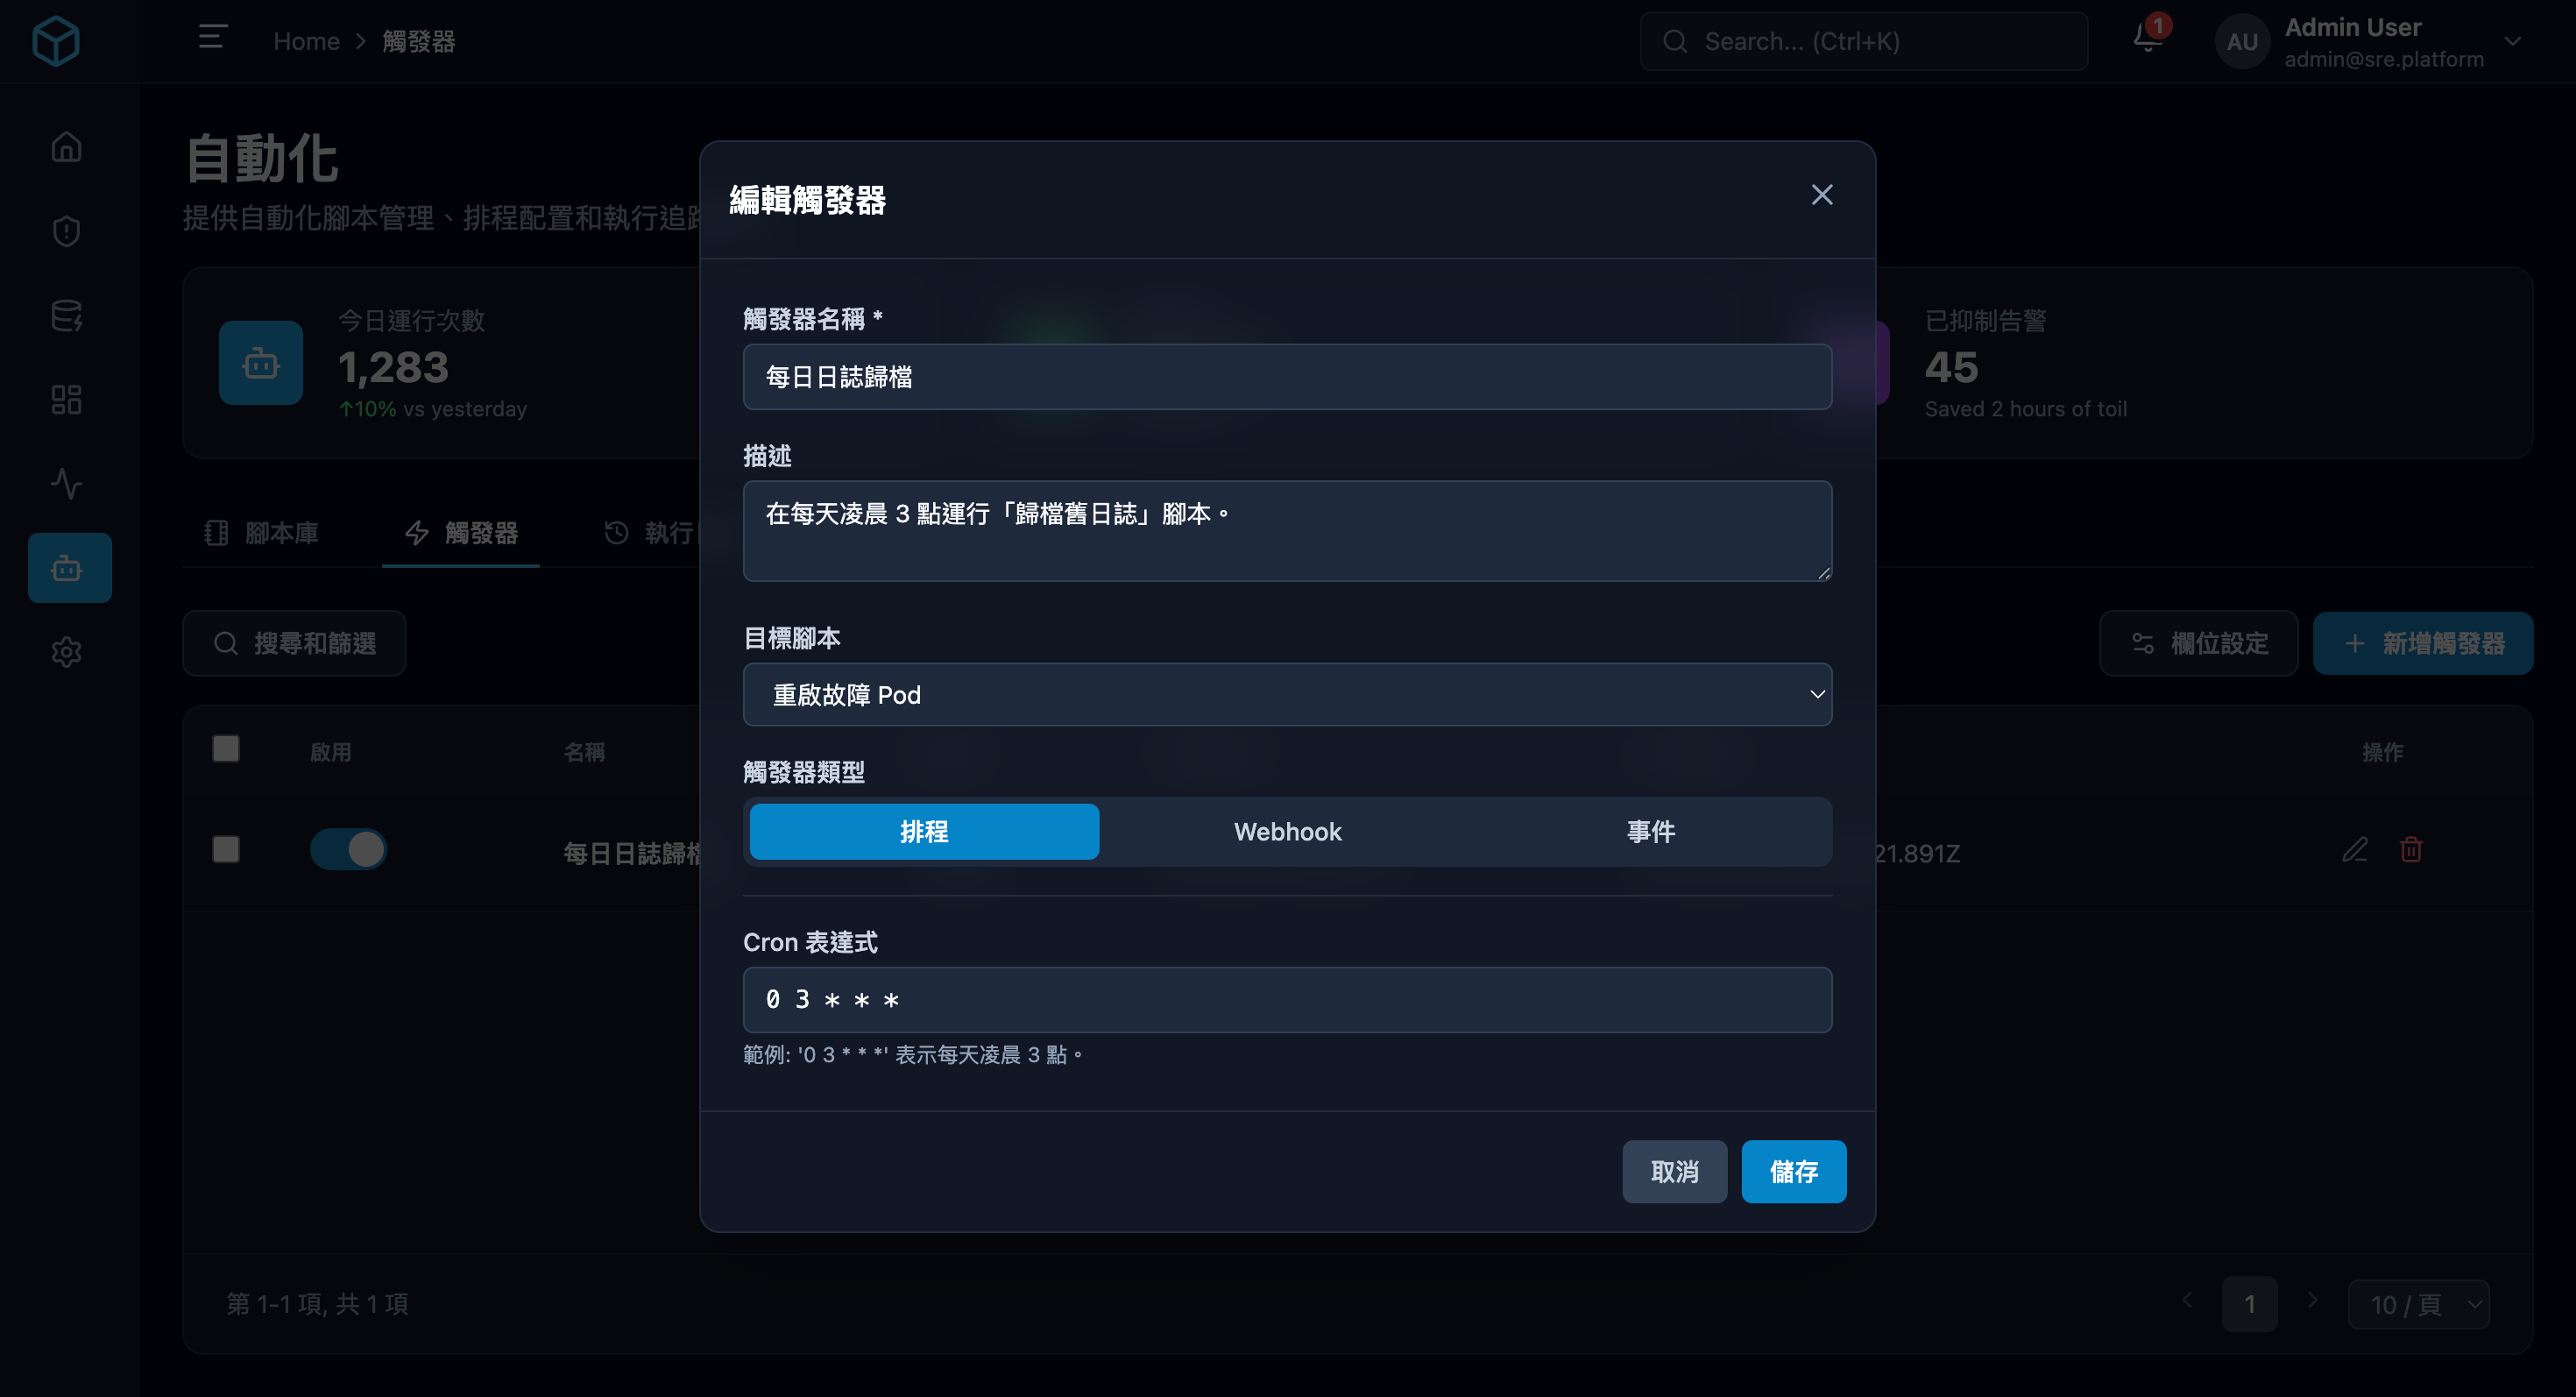 Home > 觸發器
Search... (Ctrl+K)
1
AU
Admin User
admin@sre.platform
自動化
提供自動化腳本管理、排程配置和執行追
今日運行次數
1,283
↑10% vs yesterday
已抑制告警
45
Saved 2 hours of toil
腳本庫
觸發器
執行
搜尋和篩選
欄位設定
+ 新增觸發器
啟用
名稱
操作
每日日誌歸檔
21.891Z
第 1-1 項, 共 1 項
1
10 / 頁
編輯觸發器
觸發器名稱 *
每日日誌歸檔
描述
在每天凌晨 3 點運行「歸檔舊日誌」腳本。
目標腳本
重啟故障 Pod
觸發器類型
排程
Webhook
事件
Cron 表達式
0 3 * * *
範例: '0 3 * * *' 表示每天凌晨 3 點。
取消
儲存